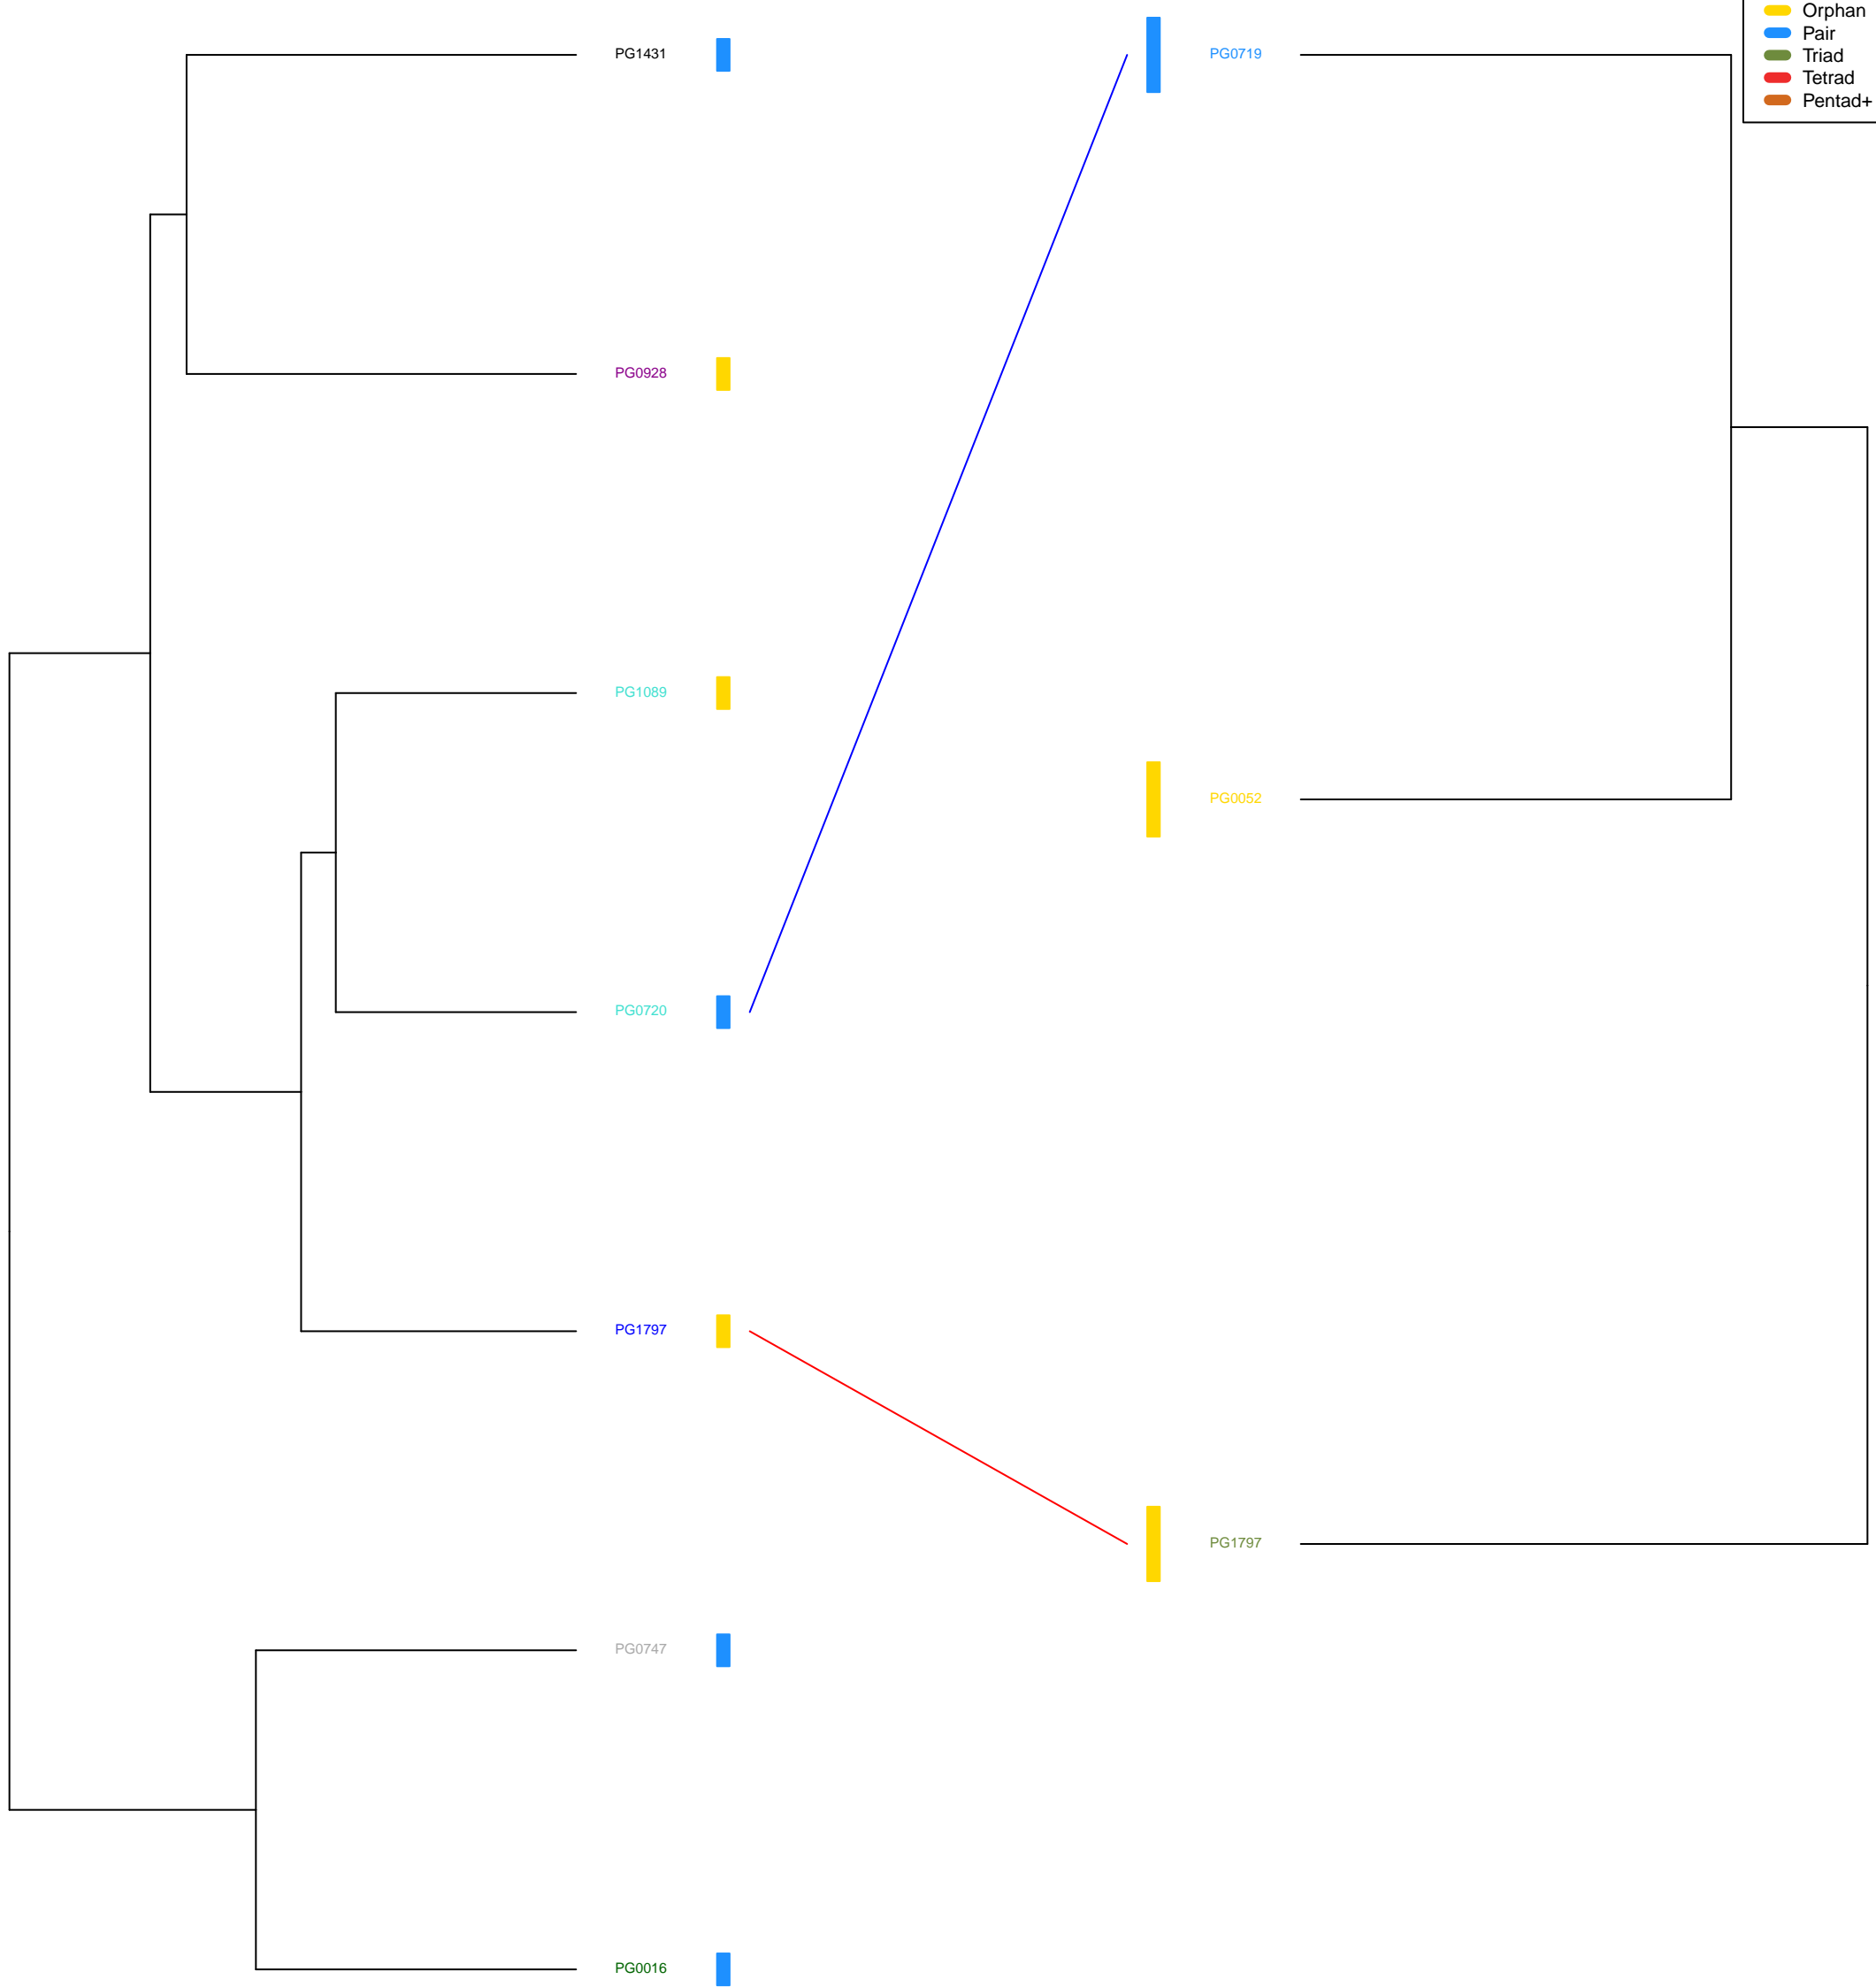 Orphan
Pair
Triad
Tetrad
Pentad+
PG1431
PG0719
PG0928
PG1089
PG0052
PG0720
PG1797
PG1797
PG0747
PG0016